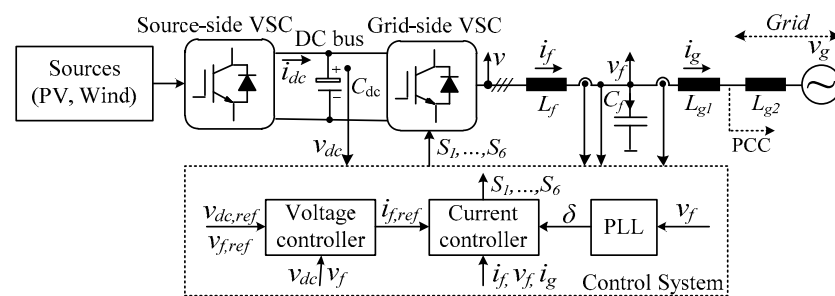 Source-side VSC
Grid-side VSC
Grid
Sources
(PV, Wind)
DC bus
i_dc
+
−
C_dc
v
i_f
L_f
v_f
C_f
i_g
L_g1
L_g2
v_g
PCC
v_dc
S_1,...,S_6
S_1,...,S_6
v_dc,ref
v_f,ref
Voltage
controller
i_f,ref
Current
controller
δ
PLL
v_f
v_dc v_f
i_f, v_f, i_g
Control System